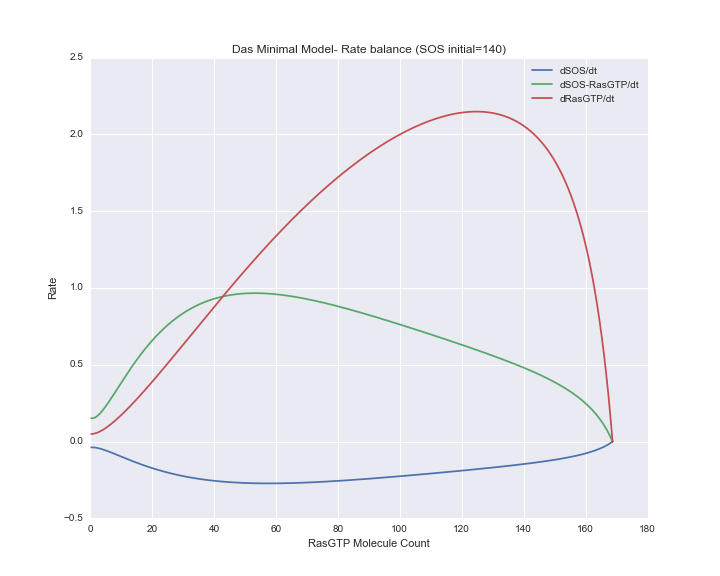 Das Minimal Model- Rate balance (SOS initial=140)
2.5
2.0
1.5
1.0
0.5
0.0
−0.5
Rate
dSOS/dt
dSOS-RasGTP/dt
dRasGTP/dt
0 20 40 60 80 100 120 140 160 180
RasGTP Molecule Count